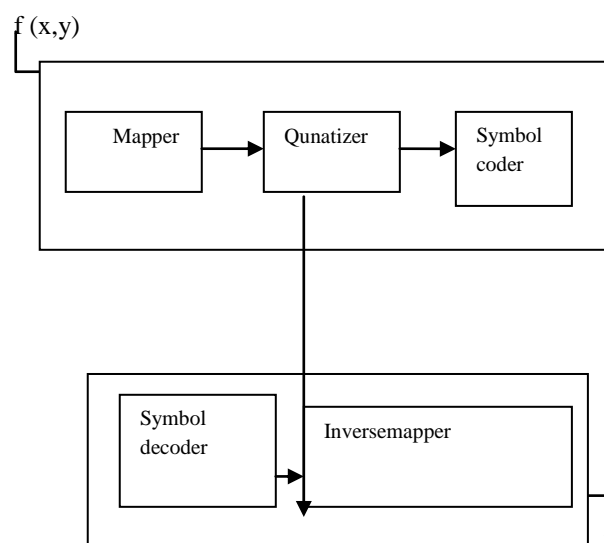 f (x,y)
Mapper
Qunatizer
Symbol
coder
Symbol
decoder
Inversemapper